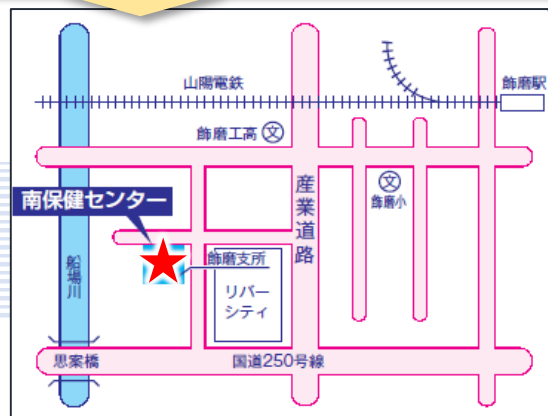 山陽電鉄
飾磨駅
飾磨工高 文
文
飾磨小
産業道路
南保健センター
船場川
飾磨支所
リバー
シティ
思案橋
国道250号線